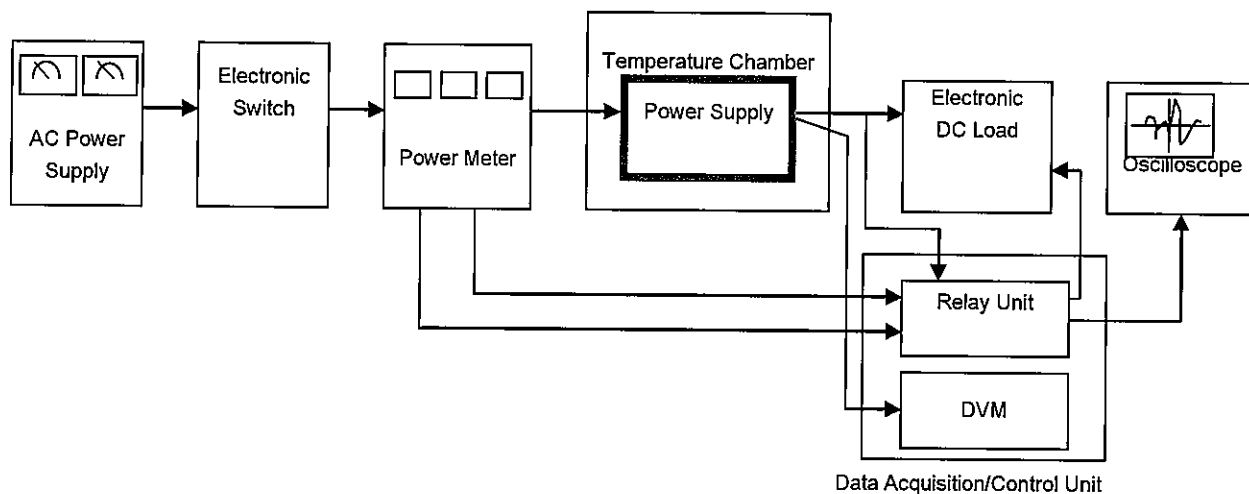 AC Power
Supply
Electronic
Switch
Power Meter
Temperature Chamber
Power Supply
Electronic
DC Load
Oscilloscope
Relay Unit
DVM
Data Acquisition/Control Unit